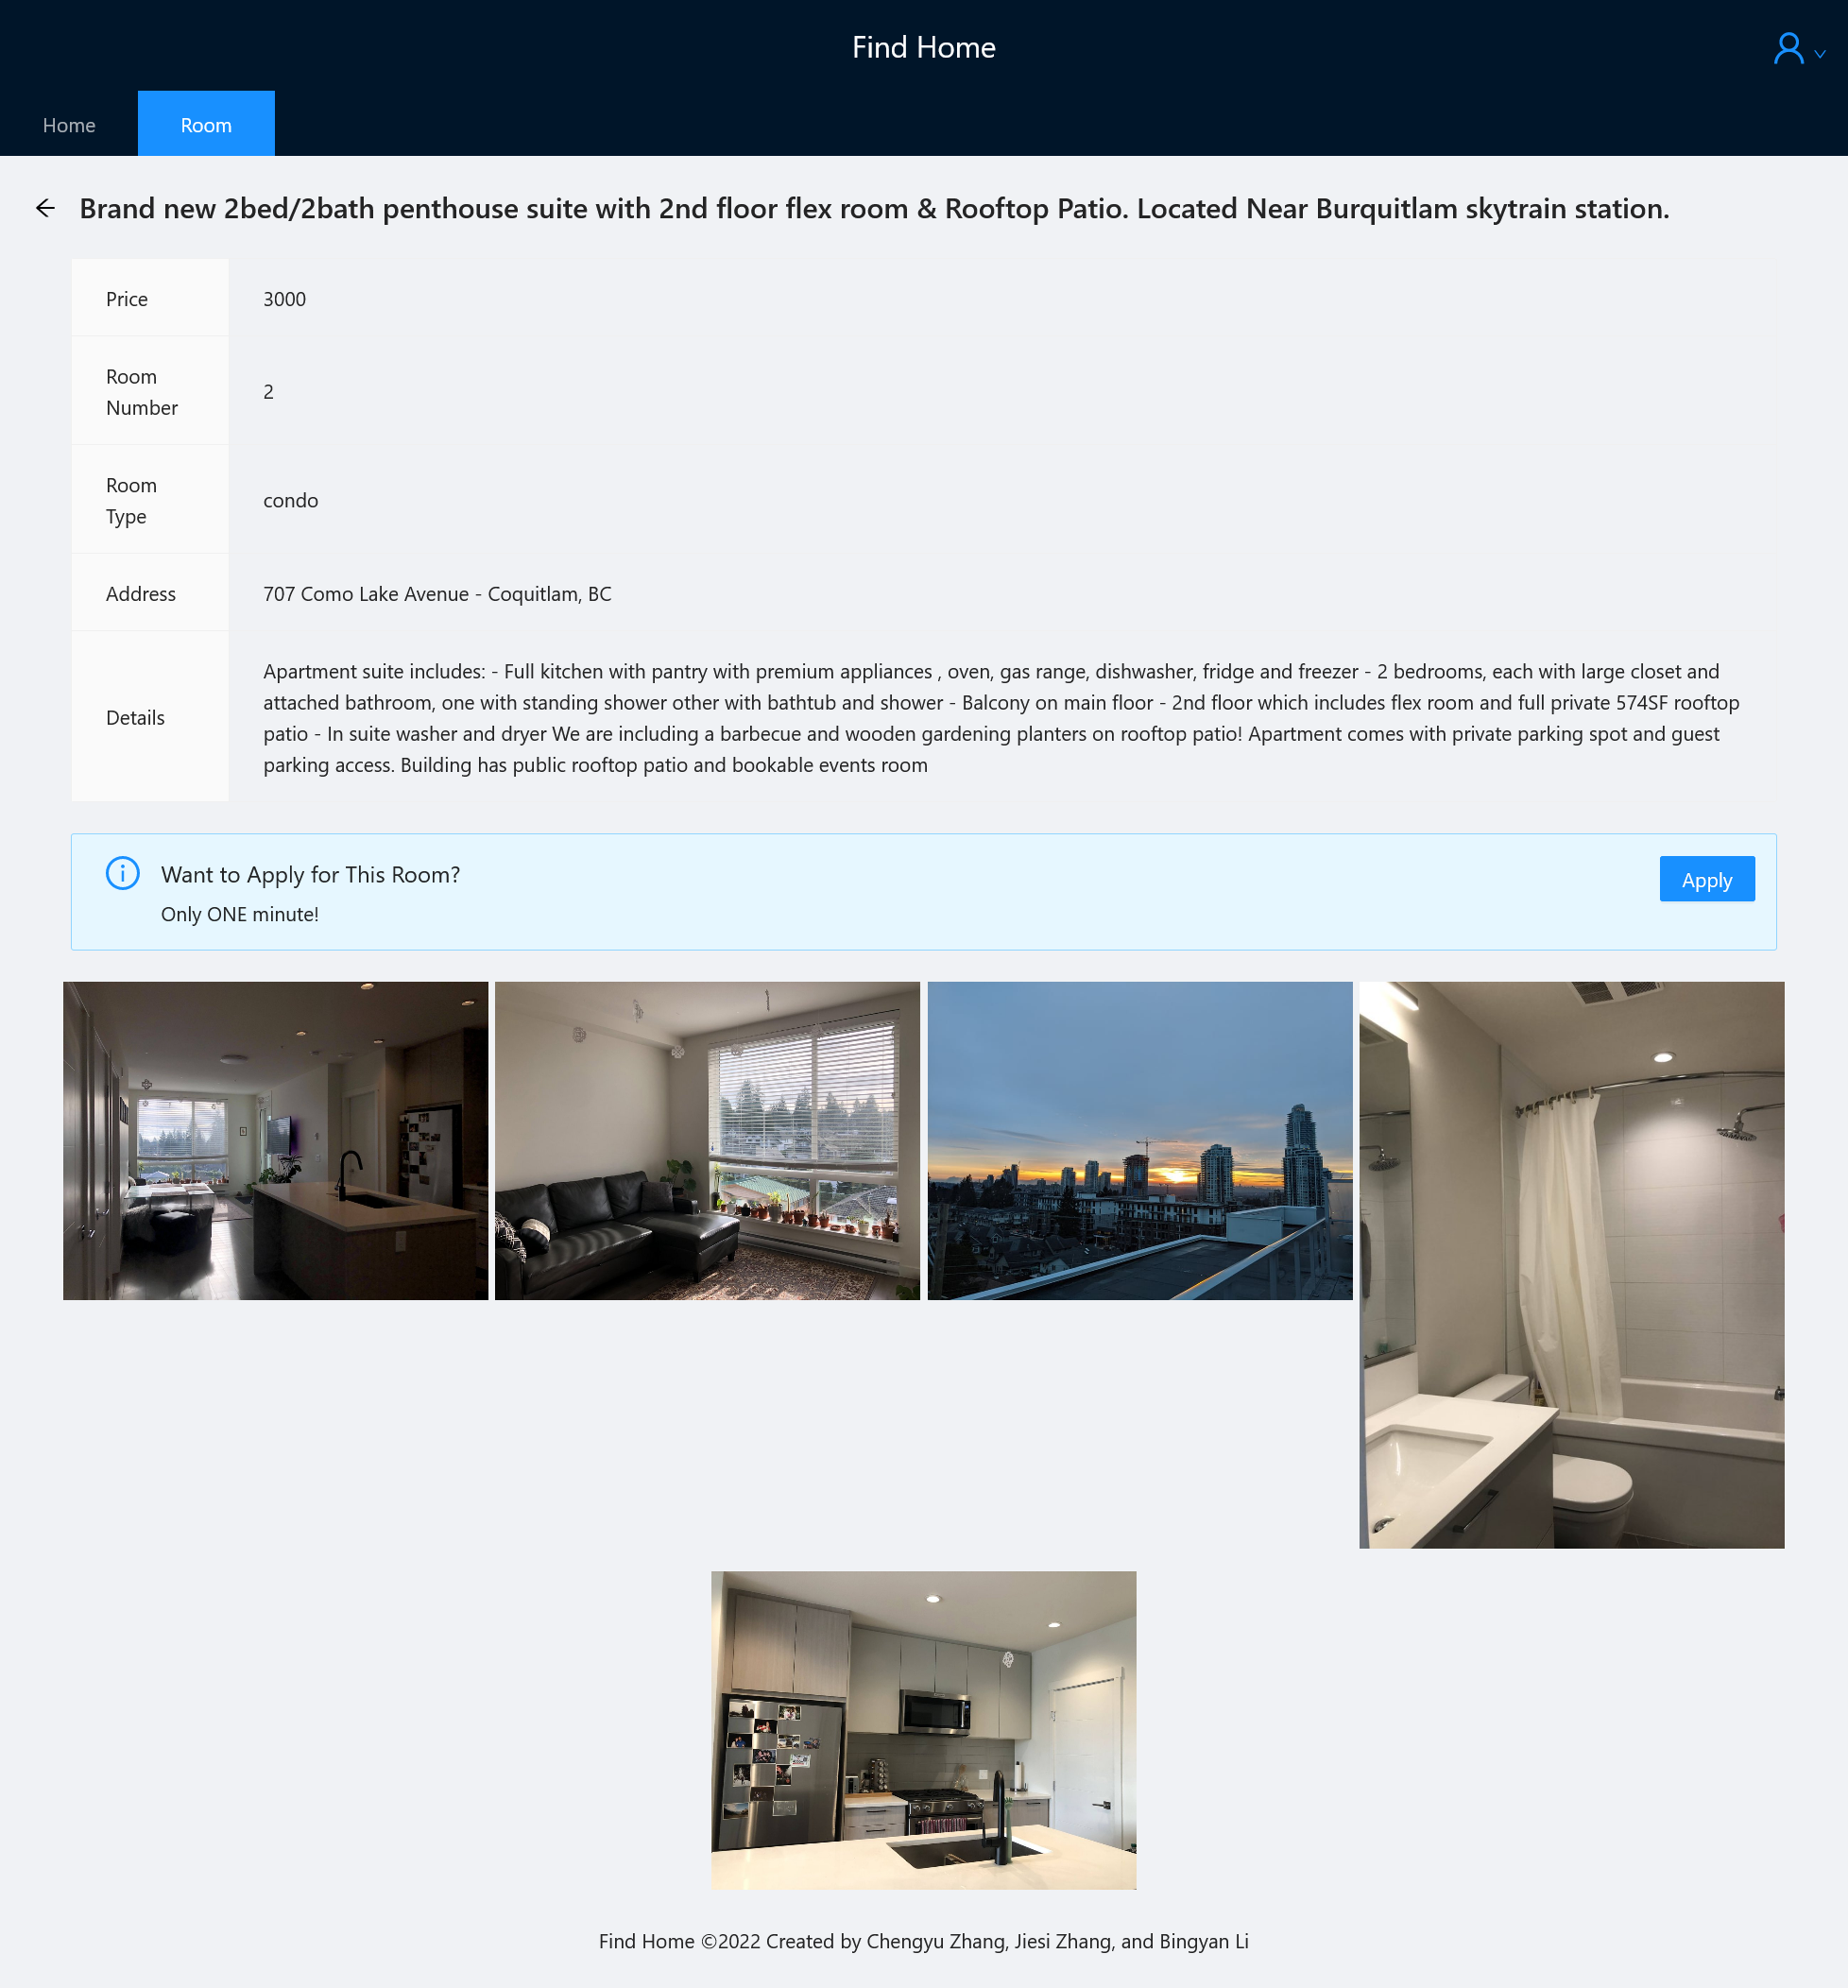 Find Home
Home
Room
Brand new 2bed/2bath penthouse suite with 2nd floor flex room & Rooftop Patio. Located Near Burquitlam skytrain station.
Price
3000
Room
Number
2
Room
Type
condo
Address
707 Como Lake Avenue - Coquitlam, BC
Details
Apartment suite includes: - Full kitchen with pantry with premium appliances , oven, gas range, dishwasher, fridge and freezer - 2 bedrooms, each with large closet and
attached bathroom, one with standing shower other with bathtub and shower - Balcony on main floor - 2nd floor which includes flex room and full private 574SF rooftop
patio - In suite washer and dryer We are including a barbecue and wooden gardening planters on rooftop patio! Apartment comes with private parking spot and guest
parking access. Building has public rooftop patio and bookable events room
Want to Apply for This Room?
Apply
Only ONE minute!
Find Home ©2022 Created by Chengyu Zhang, Jiesi Zhang, and Bingyan Li